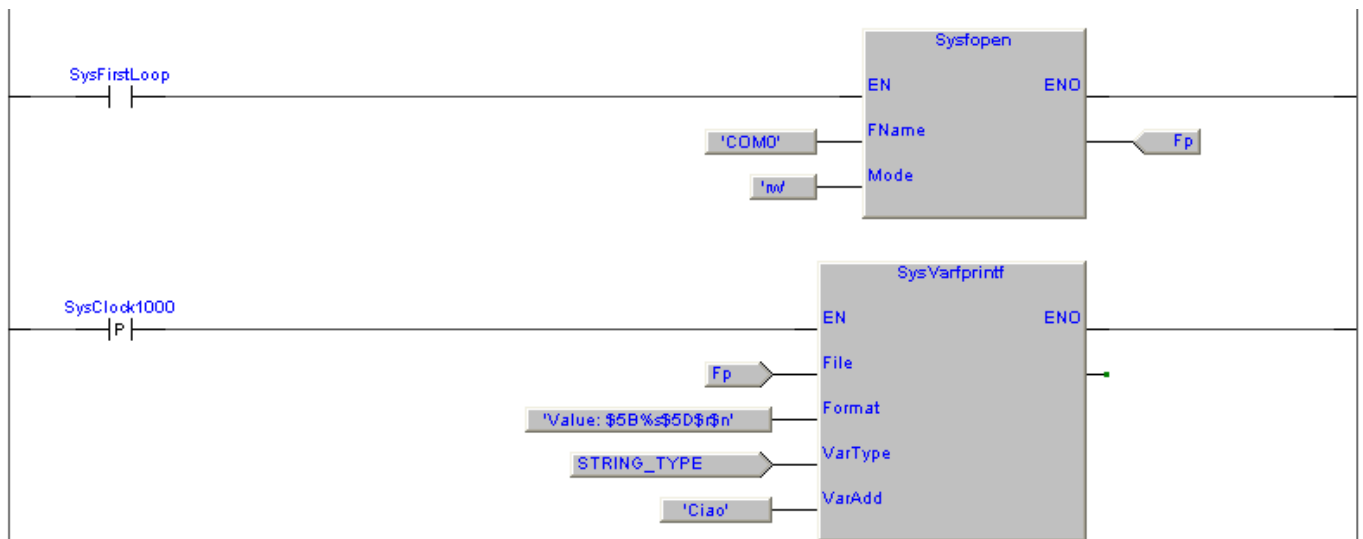 Sysfopen
SysFirstLoop
EN ENO
'COM0' FName Fp
'rw' Mode
SysVarfprintf
SysClock1000
P
EN ENO
Fp File
'Value: $5B%s$5D$r$n' Format
STRING_TYPE VarType
'Ciao' VarAdd